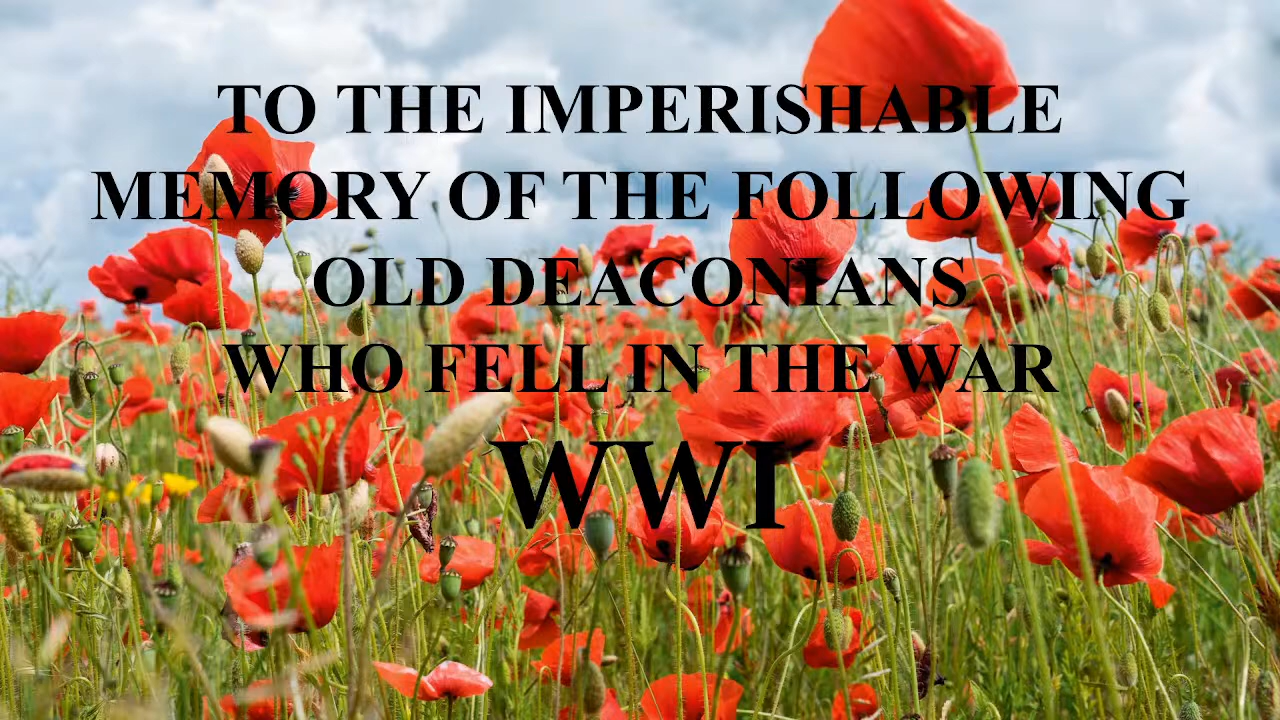 TO THE IMPERISHABLE
MEMORY OF THE FOLLOWING
OLD DEACONIANS
WHO FELL IN THE WAR
WWI